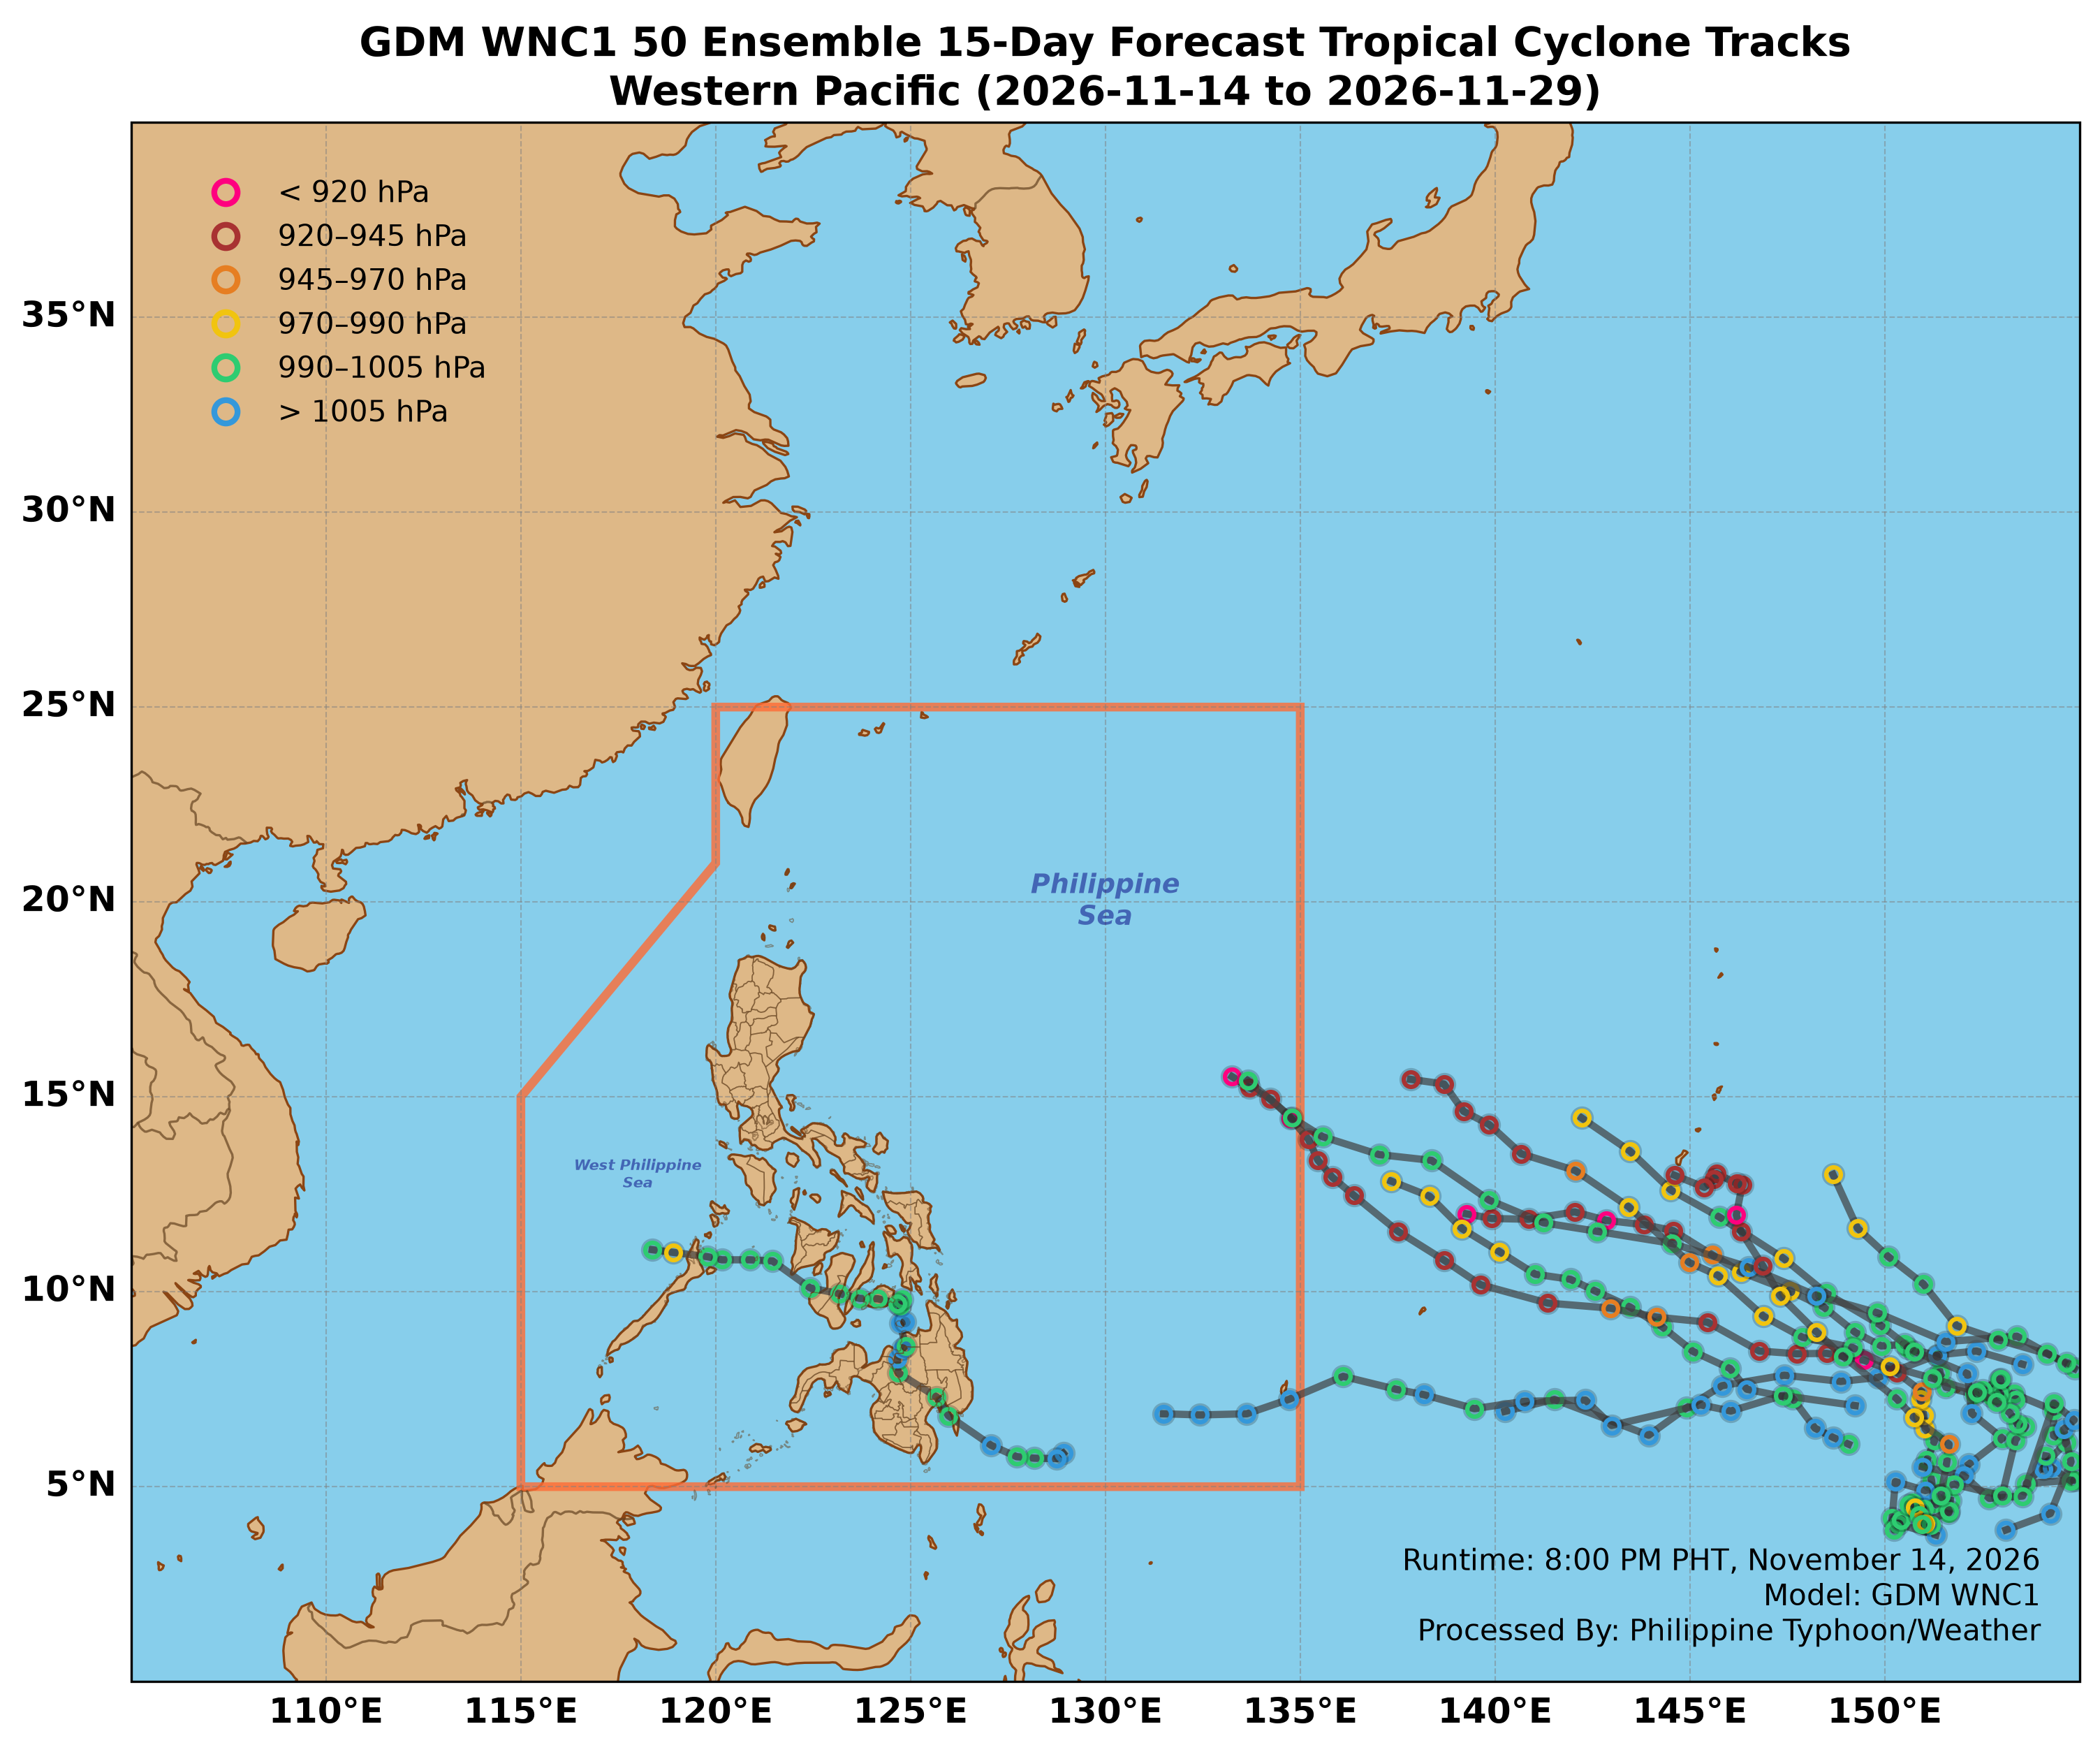 GDM WNC1 50 Ensemble 15-Day Forecast Tropical Cyclone Tracks
Western Pacific (2026-11-14 to 2026-11-29)
< 920 hPa
920–945 hPa
945–970 hPa
970–990 hPa
990–1005 hPa
> 1005 hPa
35°N
30°N
25°N
20°N
15°N
10°N
5°N
Philippine
Sea
West Philippine
Sea
Runtime: 8:00 PM PHT, November 14, 2026
Model: GDM WNC1
Processed By: Philippine Typhoon/Weather
110°E
115°E
120°E
125°E
130°E
135°E
140°E
145°E
150°E